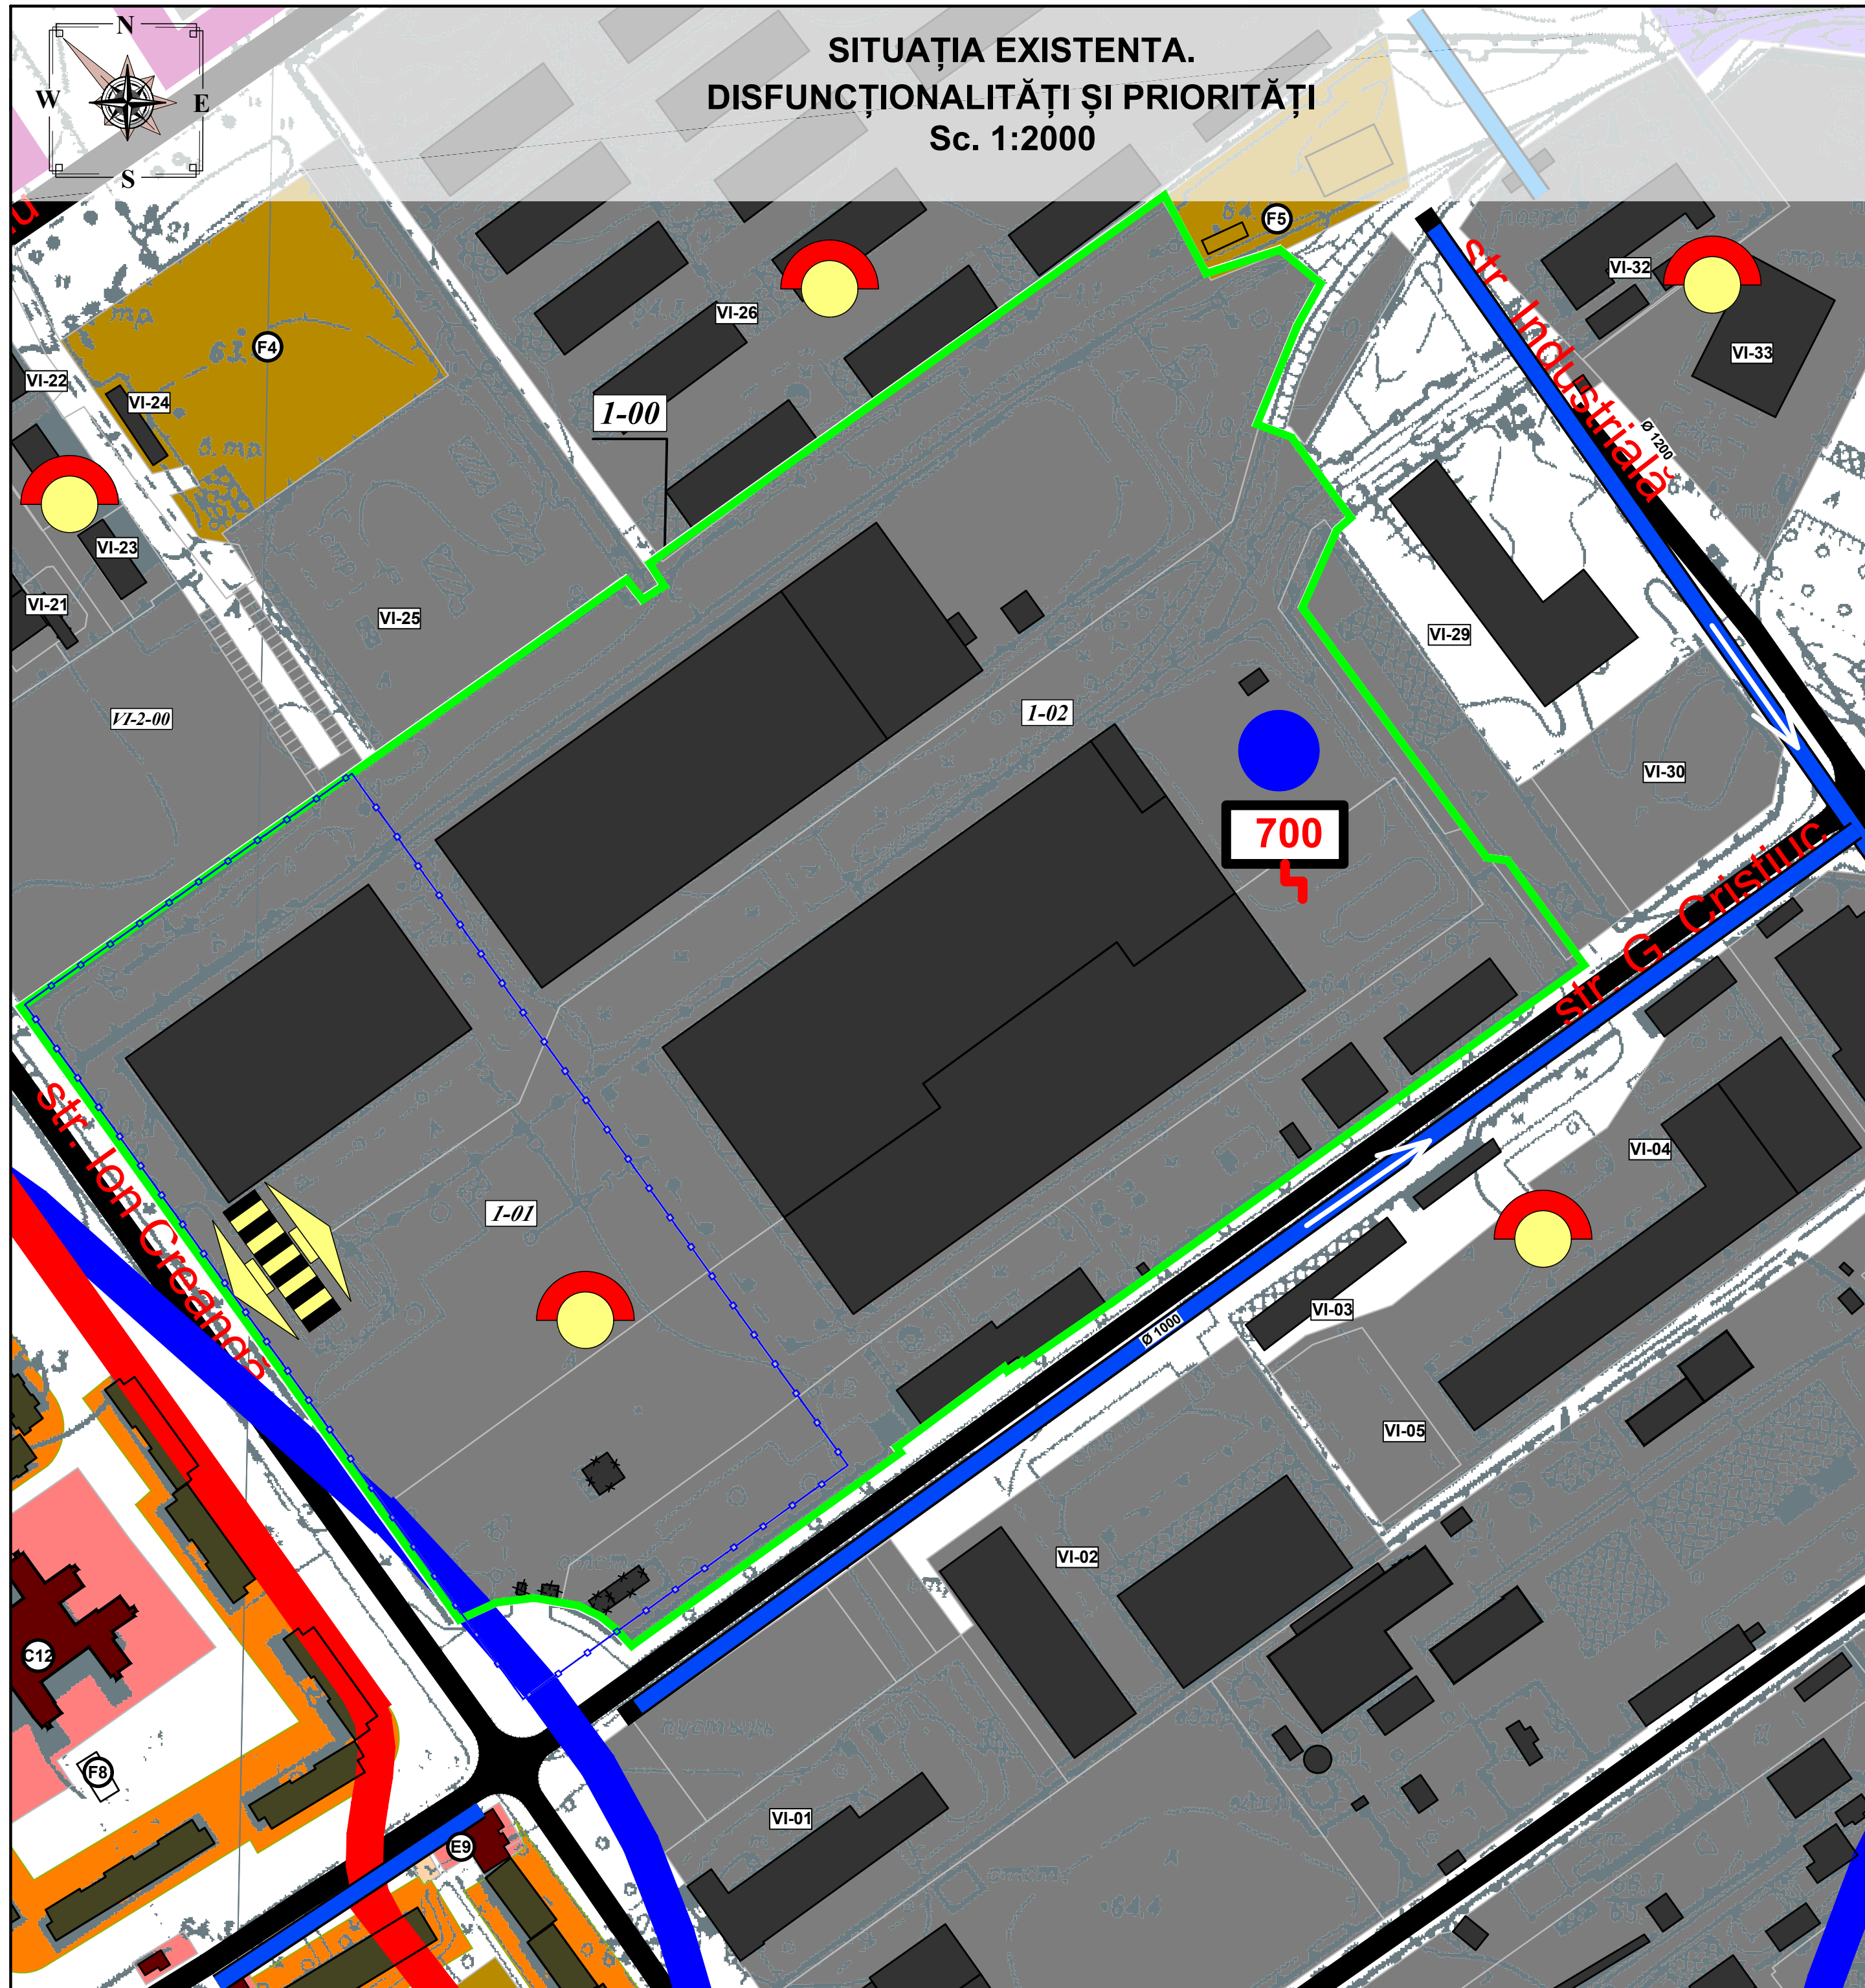 SITUAȚIA EXISTENTA.
DISFUNCȚIONALITĂȚI ȘI PRIORITĂȚI
Sc. 1:2000
N
W
E
S
F5
VI-32
VI-26
VI-33
str. Industrială
F4
VI-22
VI-24
1-00
Ø 1200
VI-23
VI-21
VI-25
VI-29
VI-2-00
1-02
VI-30
700
str. G. Cristiuc
str. Ion Creangă
1-01
VI-04
VI-03
Ø 1000
VI-05
VI-02
C12
F8
VI-01
E9